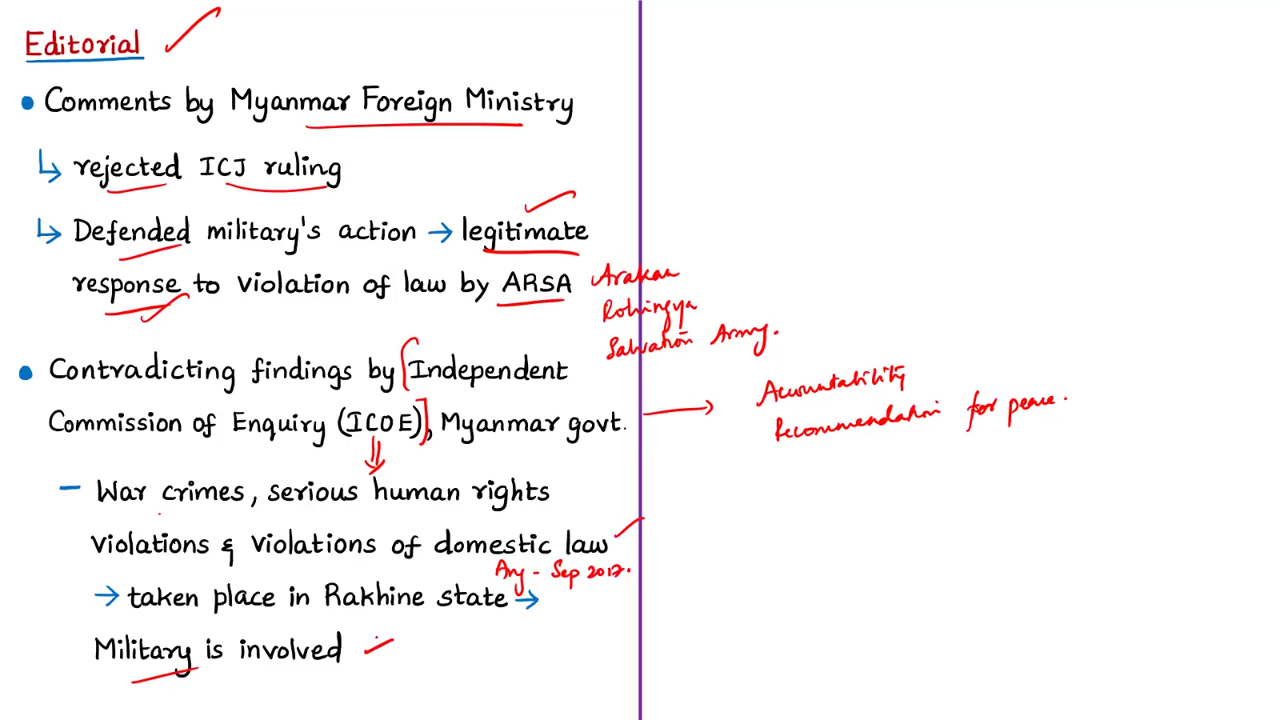 Editorial
• Comments by Myanmar Foreign Ministry
↳ rejected ICJ ruling
↳ Defended military's action → legitimate
response to violation of law by ARSA
Arakan
Rohingya
Salvation Army.
• Contradicting findings by [Independent
Commission of Enquiry (ICOE)], Myanmar govt.
→ Accountability
Recommendation for peace.
– War crimes, serious human rights
violations & violations of domestic law
Aug - Sep 2017.
→ taken place in Rakhine state →
Military is involved